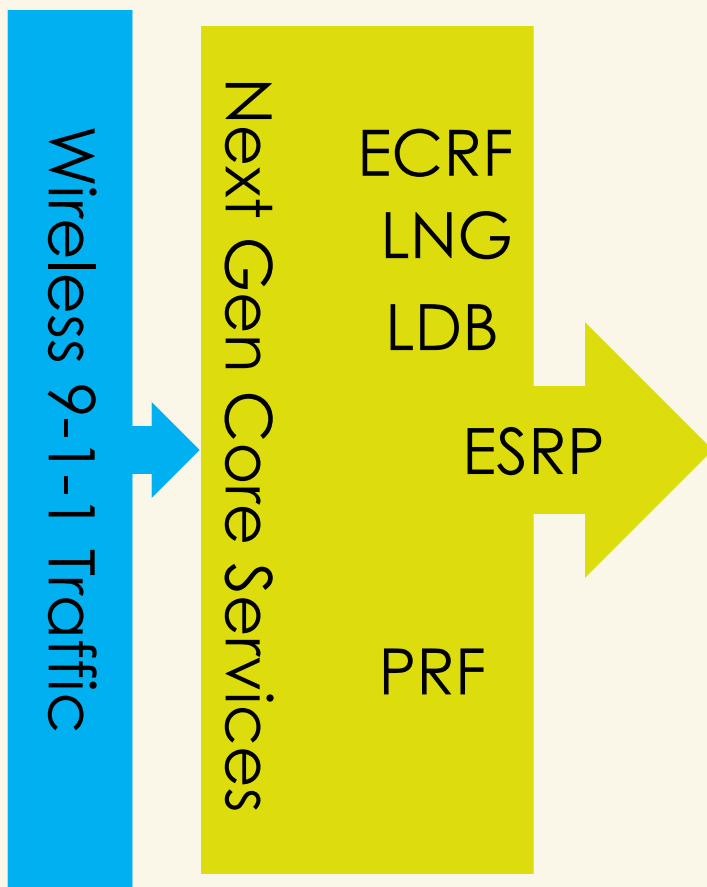 Wireless 9-1-1 Traffic
Next Gen Core Services
ECRF
LNG
LDB
ESRP
PRF